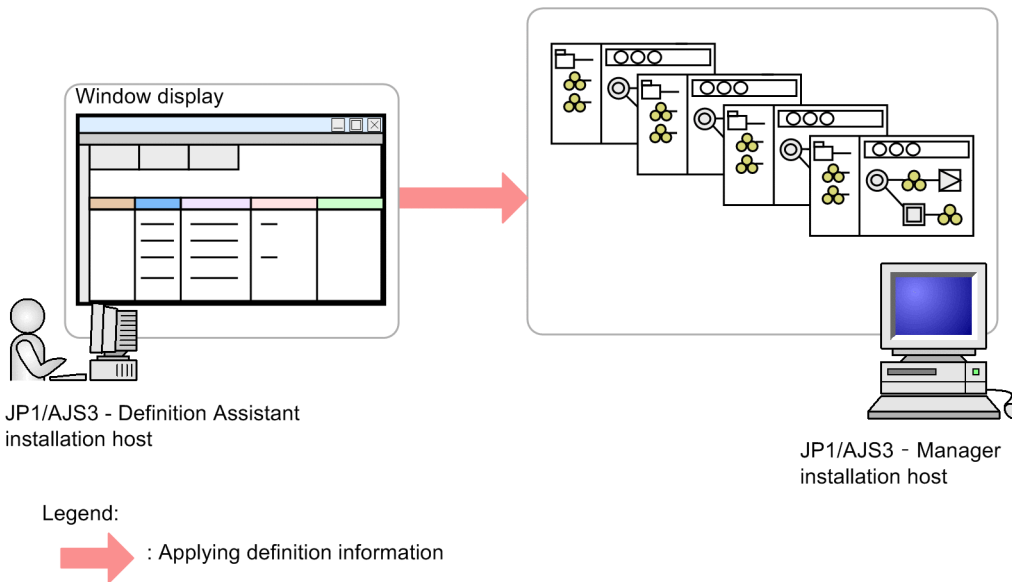 Window display
JP1/AJS3 - Definition Assistant
installation host
JP1/AJS3 - Manager
installation host
Legend:
: Applying definition information